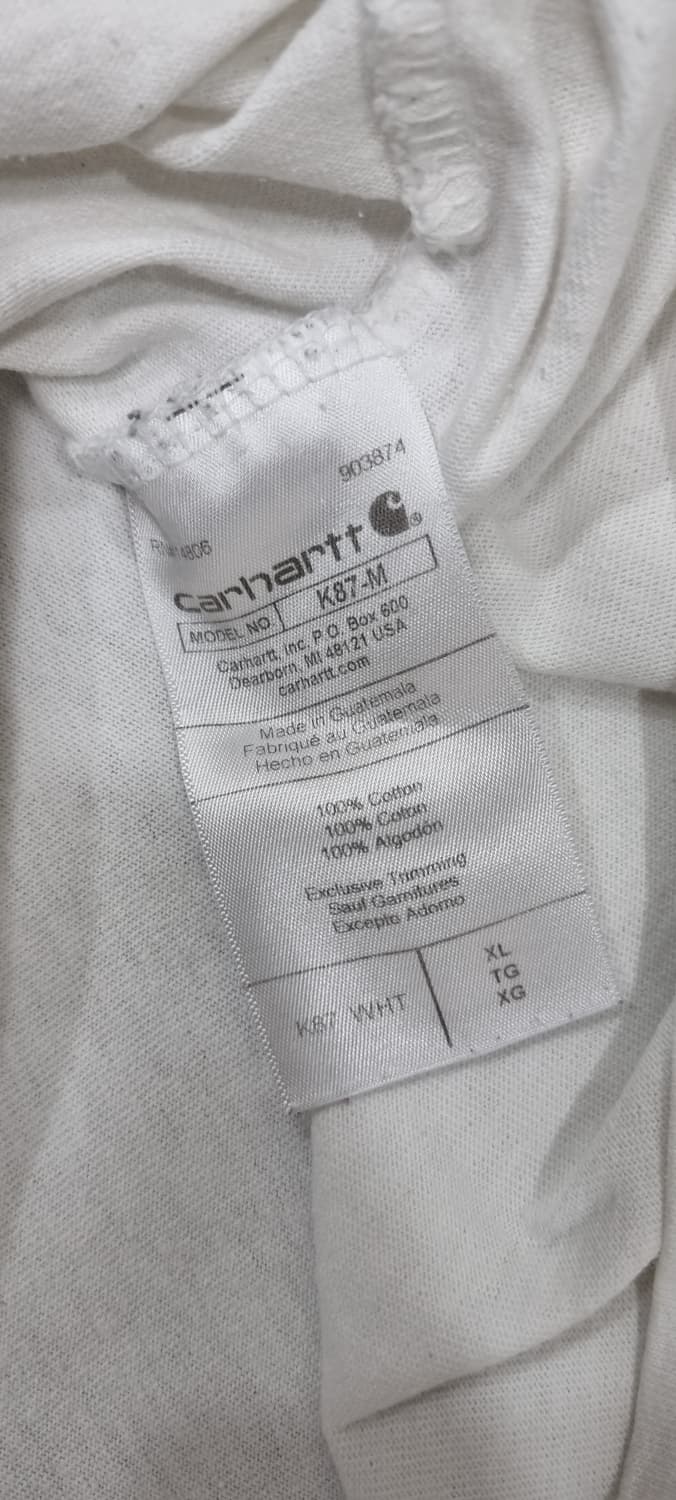 903874
carhartt
MODEL NO K87-M
Carhartt, Inc. P.O. Box 600
Dearborn, MI 48121 USA
carhartt.com
Made in Guatemala
Fabriqué au Guatemala
Hecho en Guatemala
100% Cotton
100% Coton
100% Algodón
Exclusive Trimming
Sauf Garnitures
Excepto Adorno
K87 WHT
XL
TG
XG